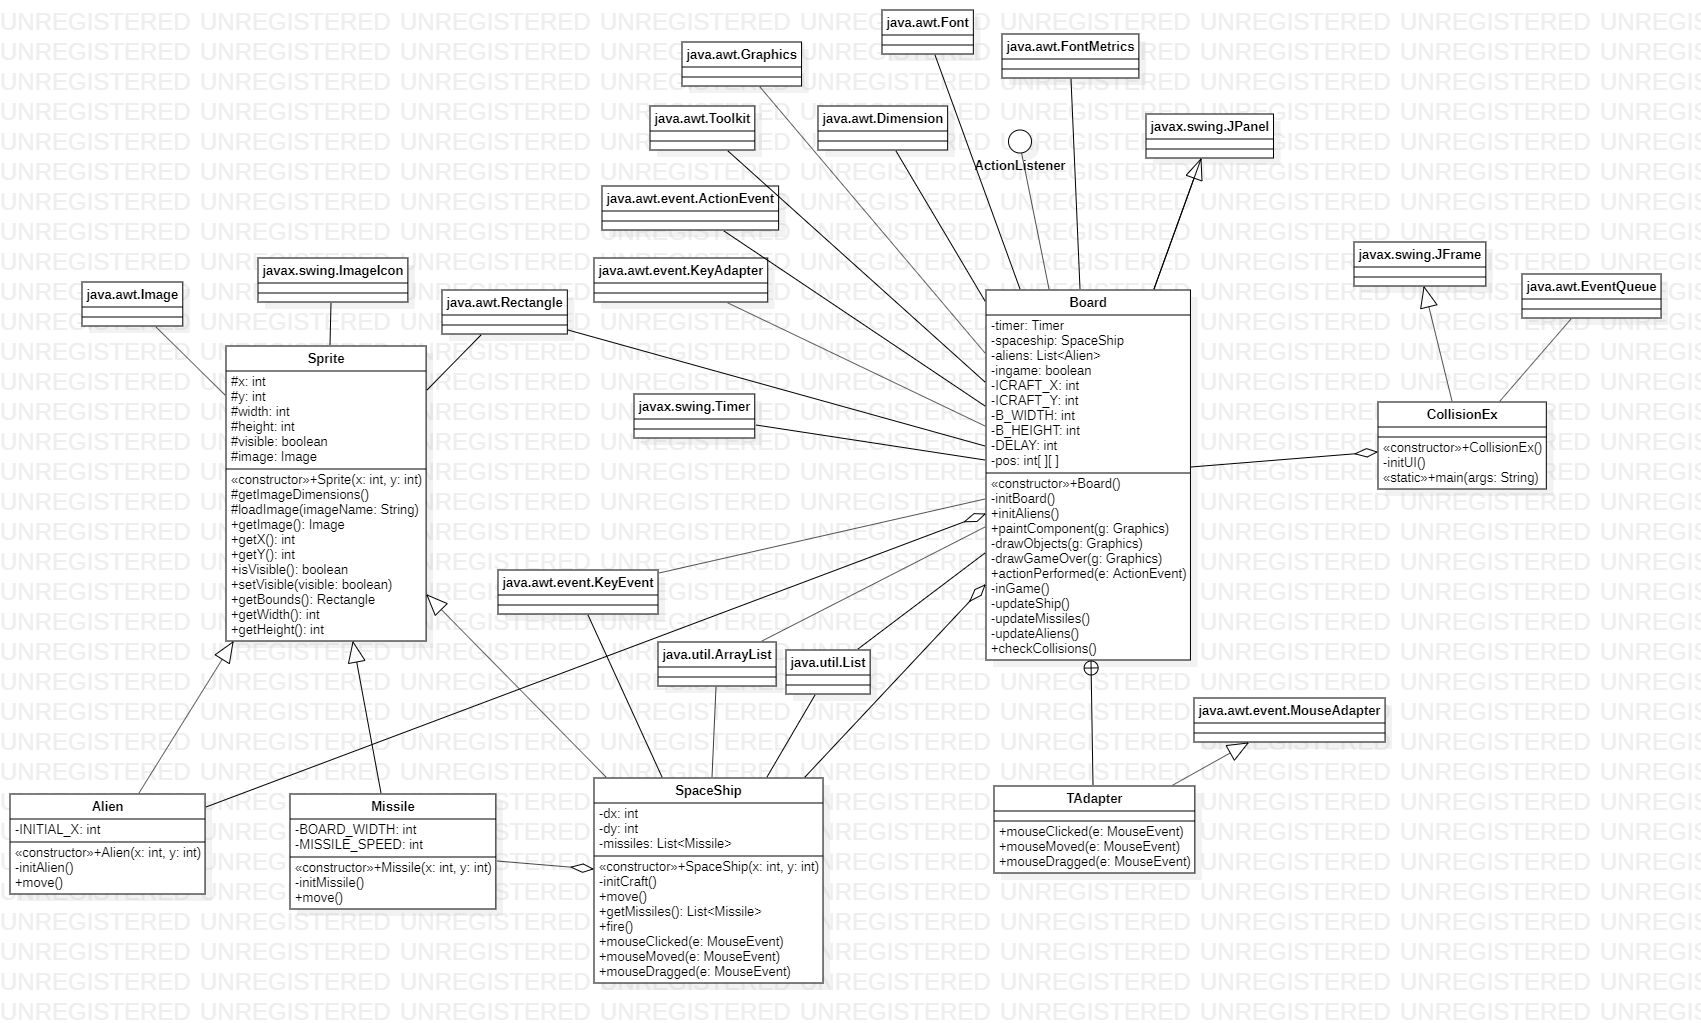 java.awt.Font
java.awt.FontMetrics
java.awt.Graphics
java.awt.Toolkit
java.awt.Dimension
javax.swing.JPanel
ActionListener
java.awt.event.ActionEvent
java.awt.event.KeyAdapter
javax.swing.JFrame
java.awt.EventQueue
javax.swing.ImageIcon
java.awt.Image
java.awt.Rectangle
javax.swing.Timer
Sprite
#x: int
#y: int
#width: int
#height: int
#visible: boolean
#image: Image
«constructor»+Sprite(x: int, y: int)
#getImageDimensions()
#loadImage(imageName: String)
+getImage(): Image
+getX(): int
+getY(): int
+isVisible(): boolean
+setVisible(visible: boolean)
+getBounds(): Rectangle
+getWidth(): int
+getHeight(): int
Board
-timer: Timer
-spaceship: SpaceShip
-aliens: List<Alien>
-ingame: boolean
-ICRAFT_X: int
-ICRAFT_Y: int
-B_WIDTH: int
-B_HEIGHT: int
-DELAY: int
-pos: int[ ][ ]
«constructor»+Board()
-initBoard()
+initAliens()
+paintComponent(g: Graphics)
-drawObjects(g: Graphics)
-drawGameOver(g: Graphics)
+actionPerformed(e: ActionEvent)
-inGame()
-updateShip()
-updateMissiles()
-updateAliens()
+checkCollisions()
CollisionEx
«constructor»+CollisionEx()
-initUI()
«static»+main(args: String)
java.awt.event.KeyEvent
java.util.ArrayList
java.util.List
java.awt.event.MouseAdapter
Alien
-INITIAL_X: int
«constructor»+Alien(x: int, y: int)
-initAlien()
+move()
Missile
-BOARD_WIDTH: int
-MISSILE_SPEED: int
«constructor»+Missile(x: int, y: int)
-initMissile()
+move()
SpaceShip
-dx: int
-dy: int
-missiles: List<Missile>
«constructor»+SpaceShip(x: int, y: int)
-initCraft()
+move()
+getMissiles(): List<Missile>
+fire()
+mouseClicked(e: MouseEvent)
+mouseMoved(e: MouseEvent)
+mouseDragged(e: MouseEvent)
TAdapter
+mouseClicked(e: MouseEvent)
+mouseMoved(e: MouseEvent)
+mouseDragged(e: MouseEvent)
UNREGISTERED